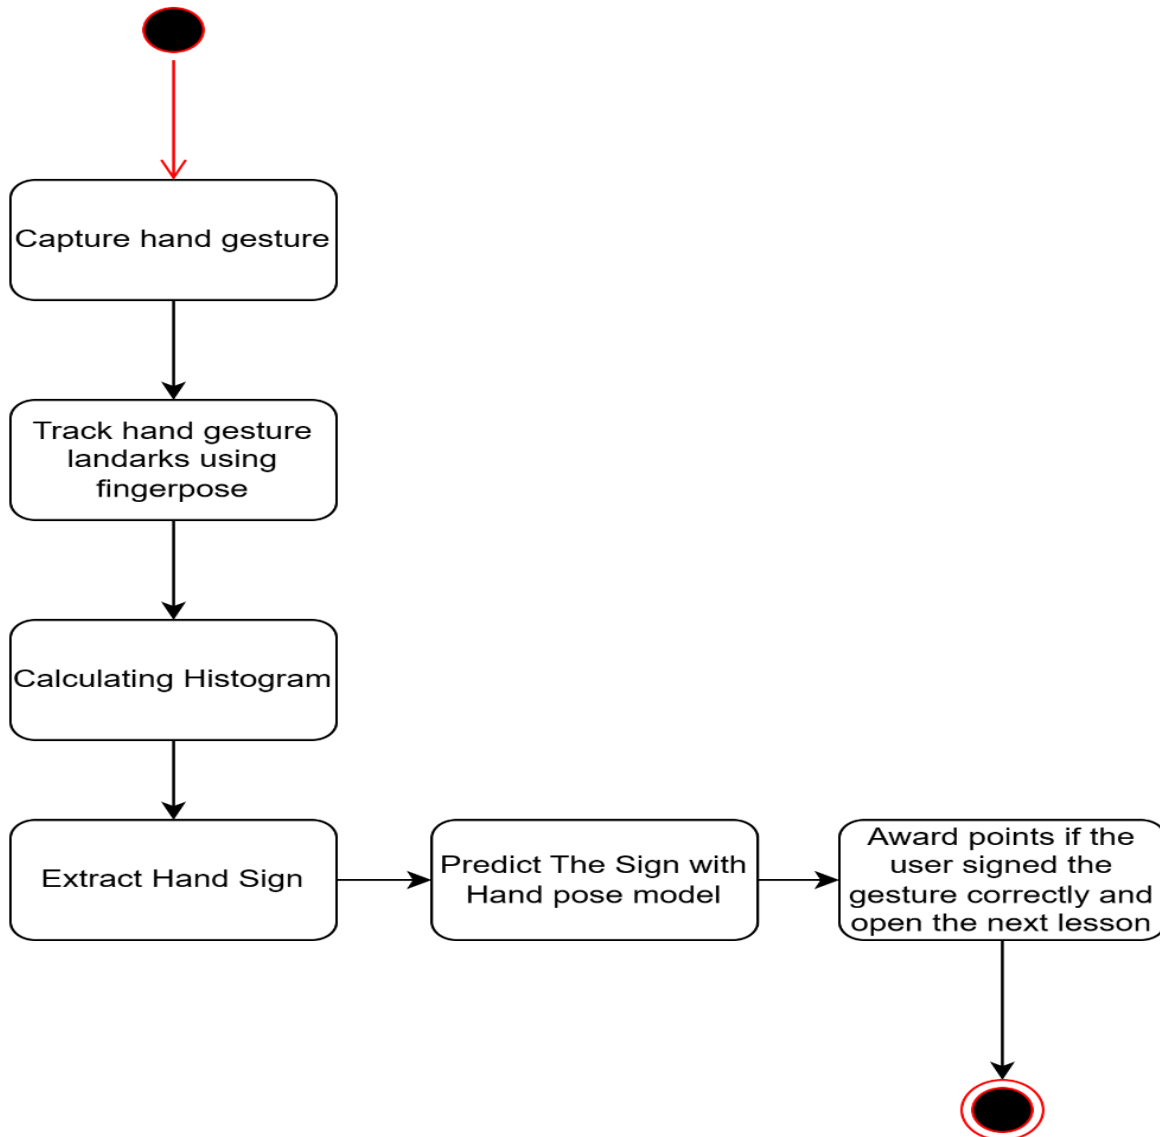 Capture hand gesture
Track hand gesture
landarks using
fingerpose
Calculating Histogram
Extract Hand Sign
Predict The Sign with
Hand pose model
Award points if the
user signed the
gesture correctly and
open the next lesson